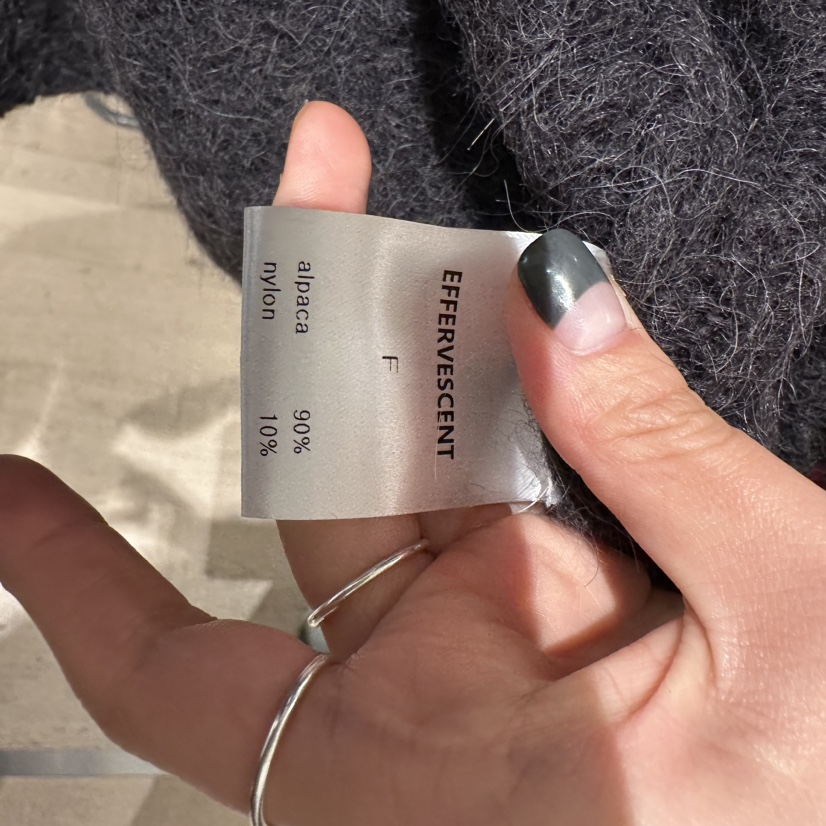 EFFERVESCENT
F
alpaca 90%
nylon 10%